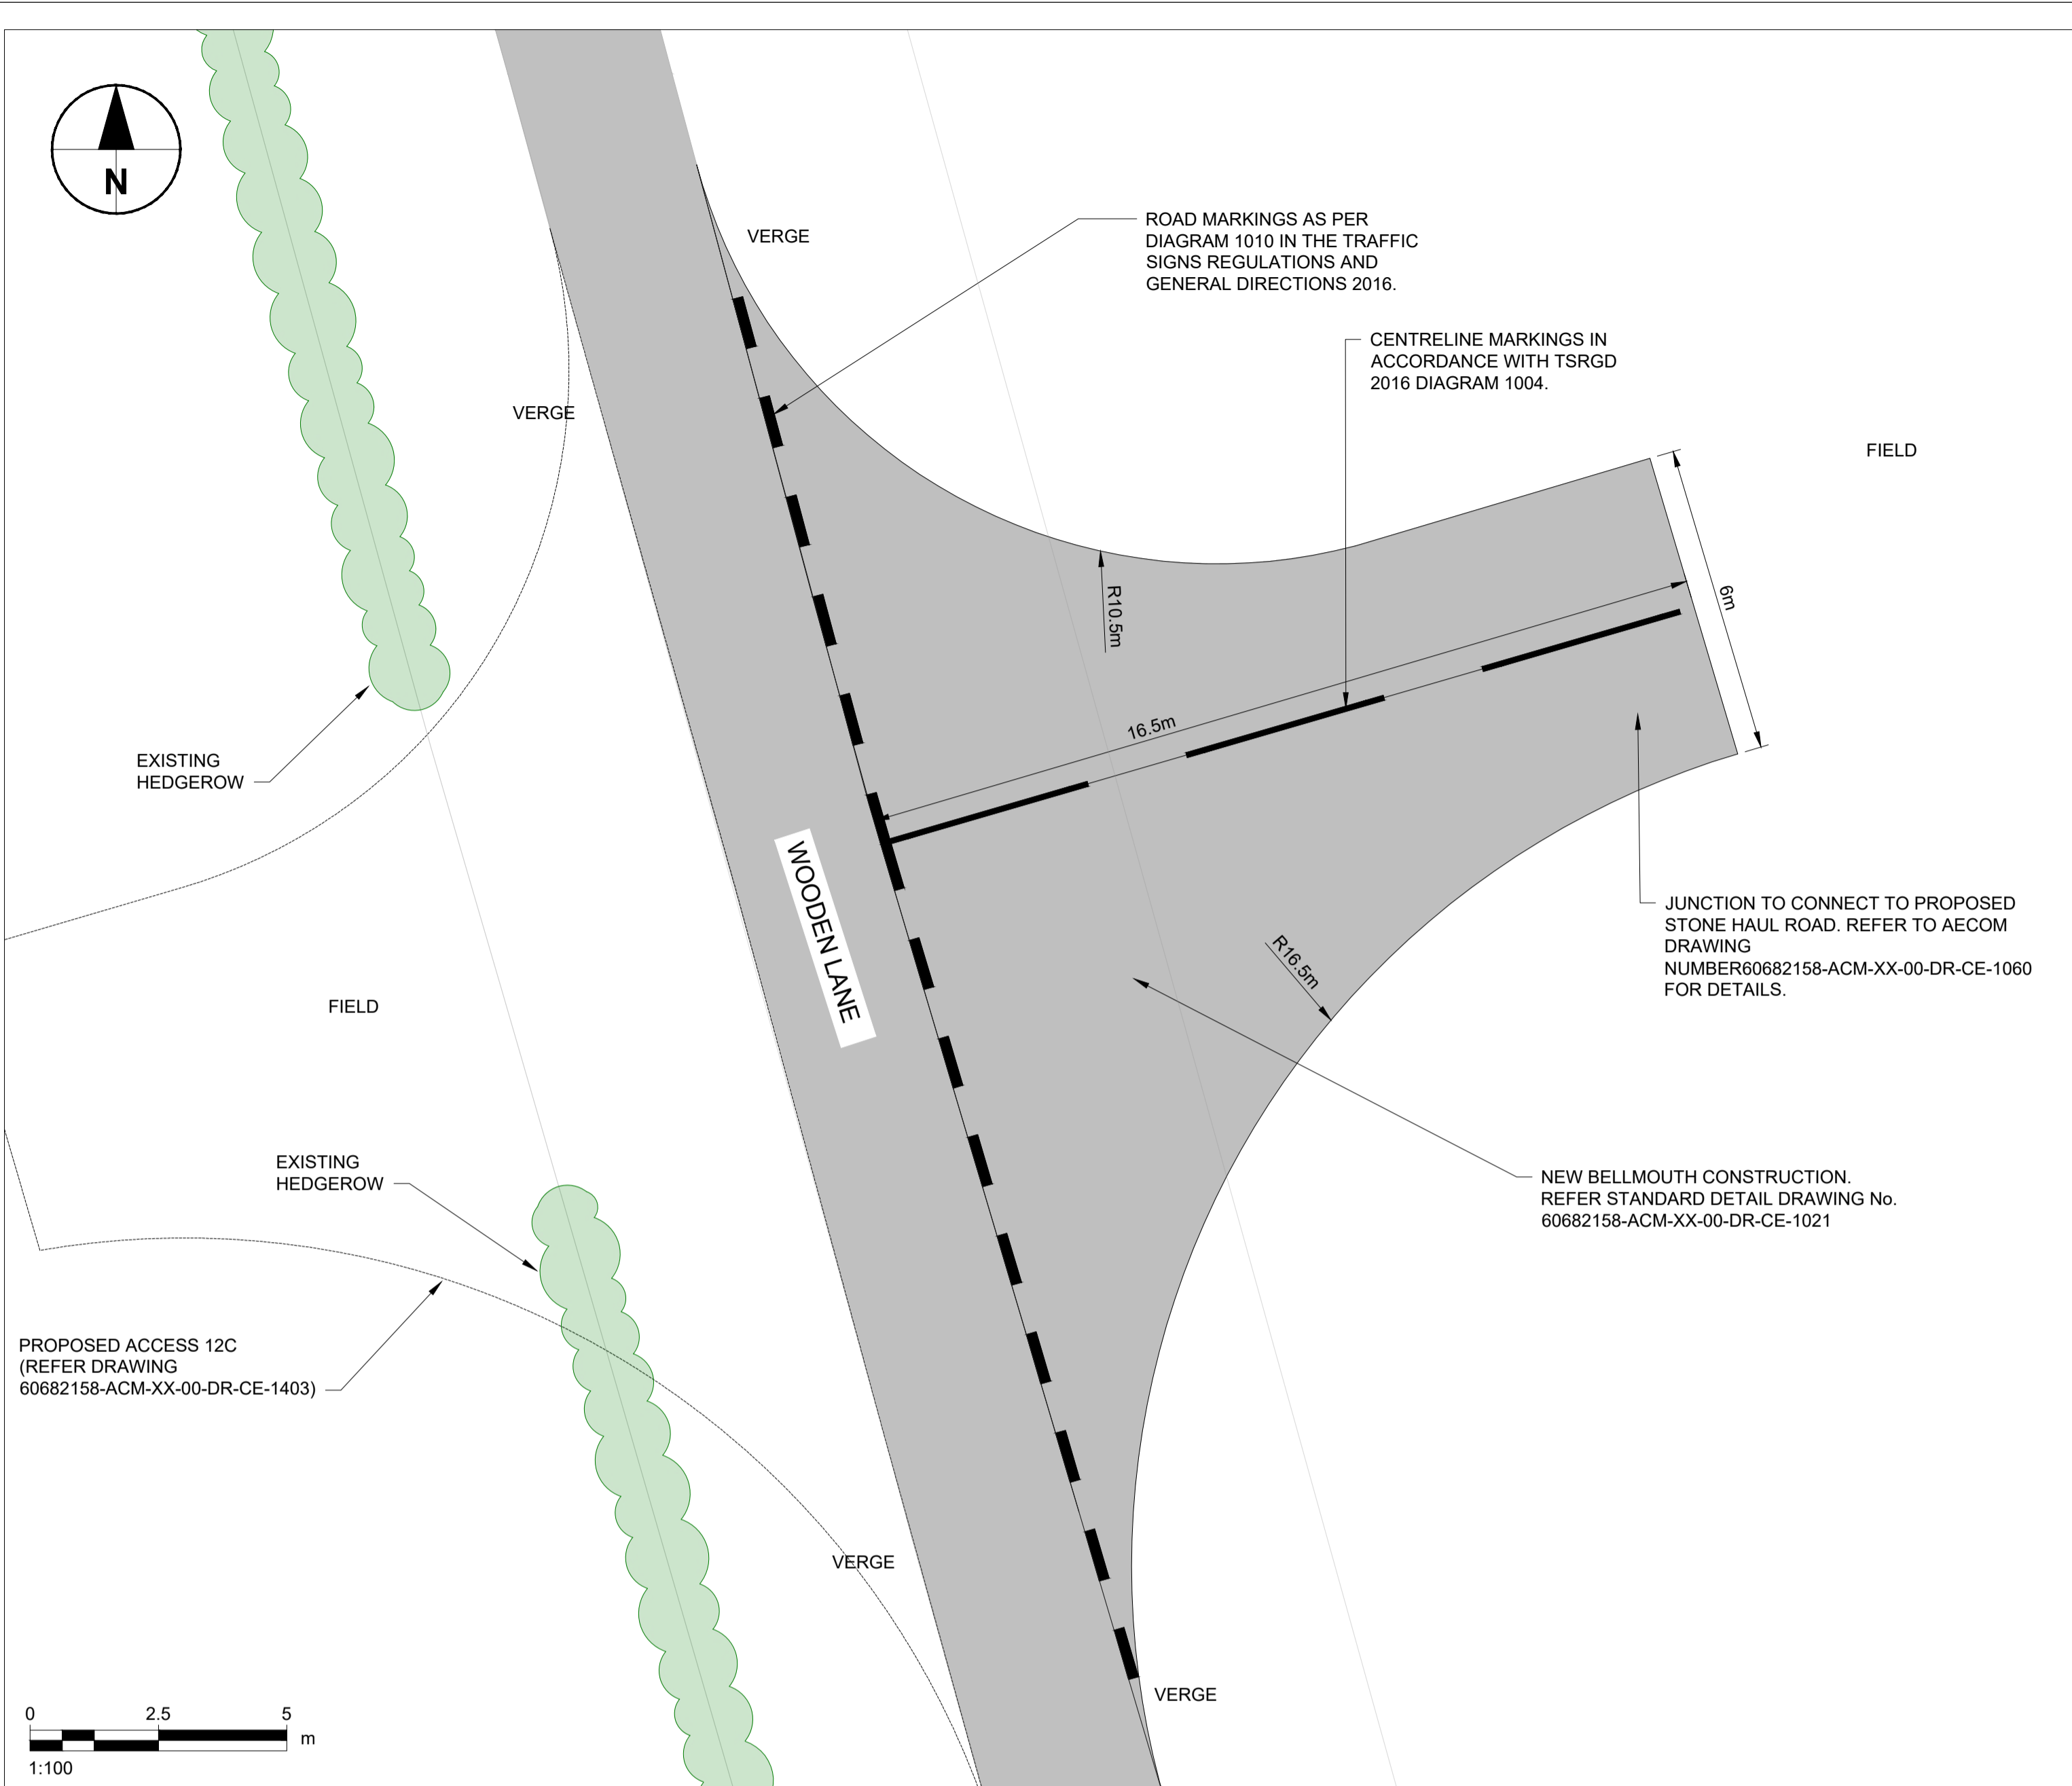 N
VERGE
ROAD MARKINGS AS PER
DIAGRAM 1010 IN THE TRAFFIC
SIGNS REGULATIONS AND
GENERAL DIRECTIONS 2016.
CENTRELINE MARKINGS IN
ACCORDANCE WITH TSRGD
2016 DIAGRAM 1004.
VERGE
FIELD
R10.5m
6m
16.5m
EXISTING
HEDGEROW
WOODEN LANE
JUNCTION TO CONNECT TO PROPOSED
STONE HAUL ROAD. REFER TO AECOM
DRAWING
NUMBER60682158-ACM-XX-00-DR-CE-1060
FOR DETAILS.
R16.5m
FIELD
EXISTING
HEDGEROW
NEW BELLMOUTH CONSTRUCTION.
REFER STANDARD DETAIL DRAWING No.
60682158-ACM-XX-00-DR-CE-1021
PROPOSED ACCESS 12C
(REFER DRAWING
60682158-ACM-XX-00-DR-CE-1403)
VERGE
VERGE
0 2.5 5
m
1:100